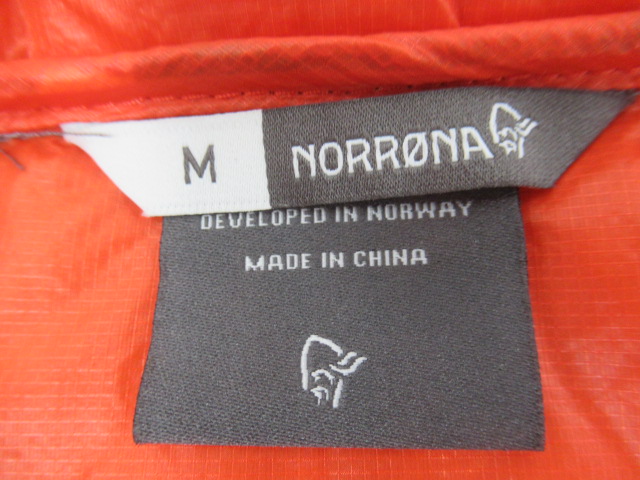 M NORRØNA
DEVELOPED IN NORWAY
MADE IN CHINA